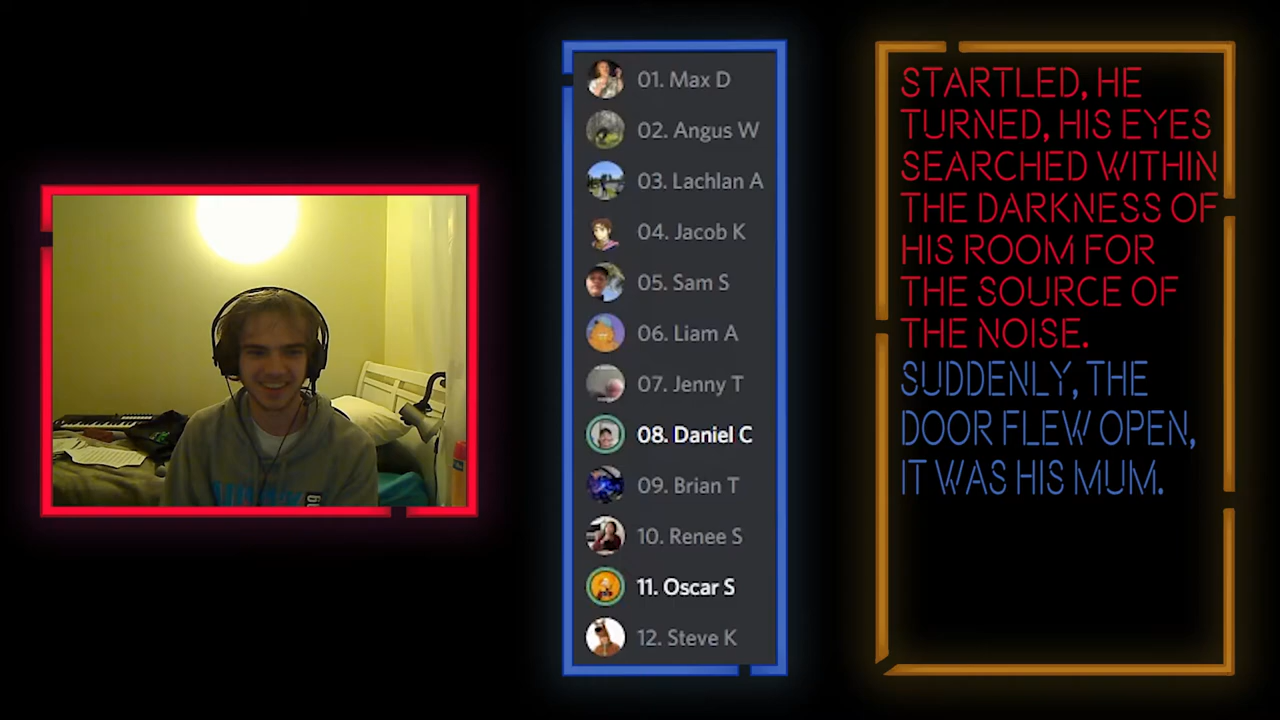 01. Max D
02. Angus W
03. Lachlan A
04. Jacob K
05. Sam S
06. Liam A
07. Jenny T
08. Daniel C
09. Brian T
10. Renee S
11. Oscar S
12. Steve K
STARTLED, HE
TURNED, HIS EYES
SEARCHED WITHIN
THE DARKNESS OF
HIS ROOM FOR
THE SOURCE OF
THE NOISE.
SUDDENLY, THE
DOOR FLEW OPEN,
IT WAS HIS MUM.